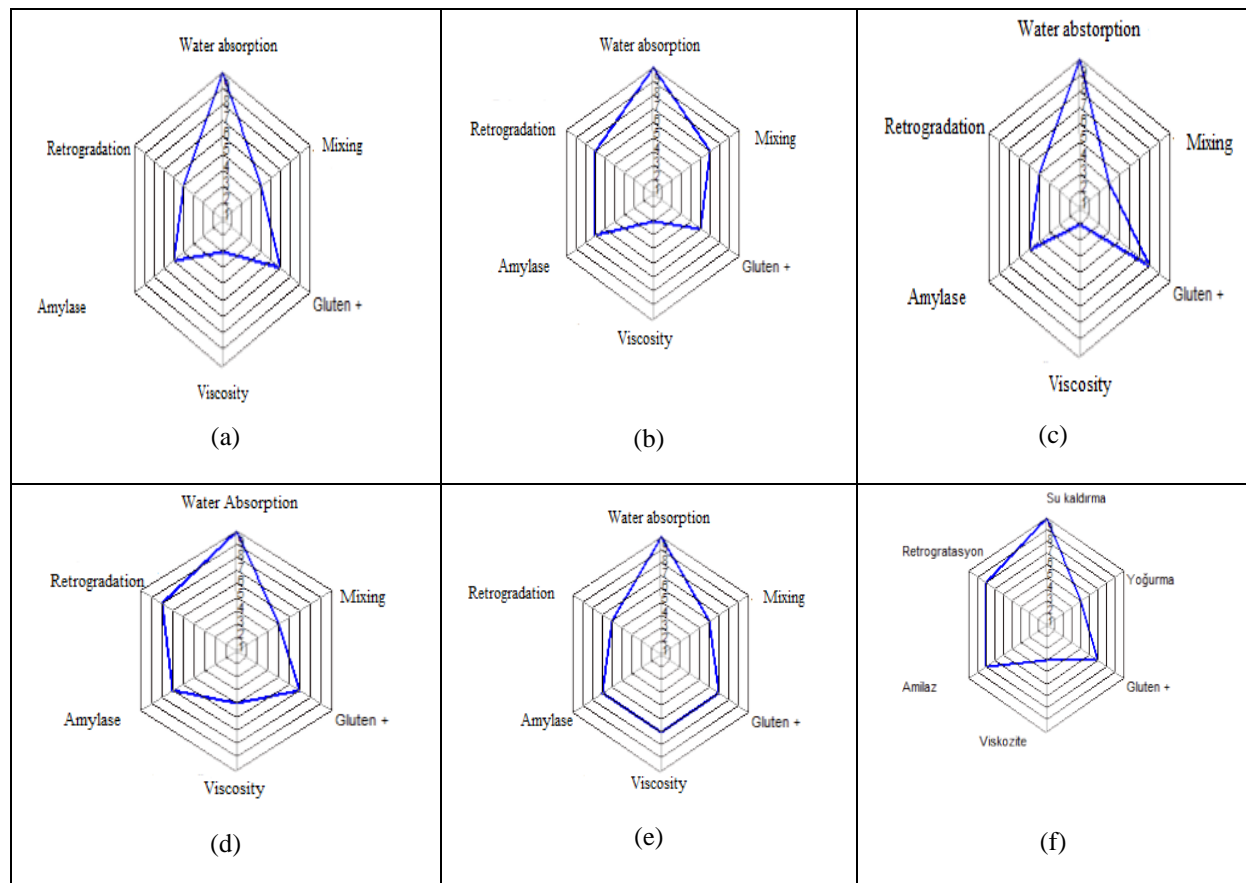 Water absorption
Retrogradation
Mixing
Amylase
Gluten +
Viscosity
(a)
Water absorption
Retrogradation
Mixing
Amylase
Gluten +
Viscosity
(b)
Water abstorption
Retrogradation
Mixing
Amylase
Gluten +
Viscosity
(c)
Water Absorption
Retrogradation
Mixing
Amylase
Gluten +
Viscosity
(d)
Water absorption
Retrogradation
Mixing
Amylase
Gluten +
Viscosity
(e)
Su kaldırma
Retrogratasyon
Yoğurma
Amilaz
Gluten +
Viskozite
(f)